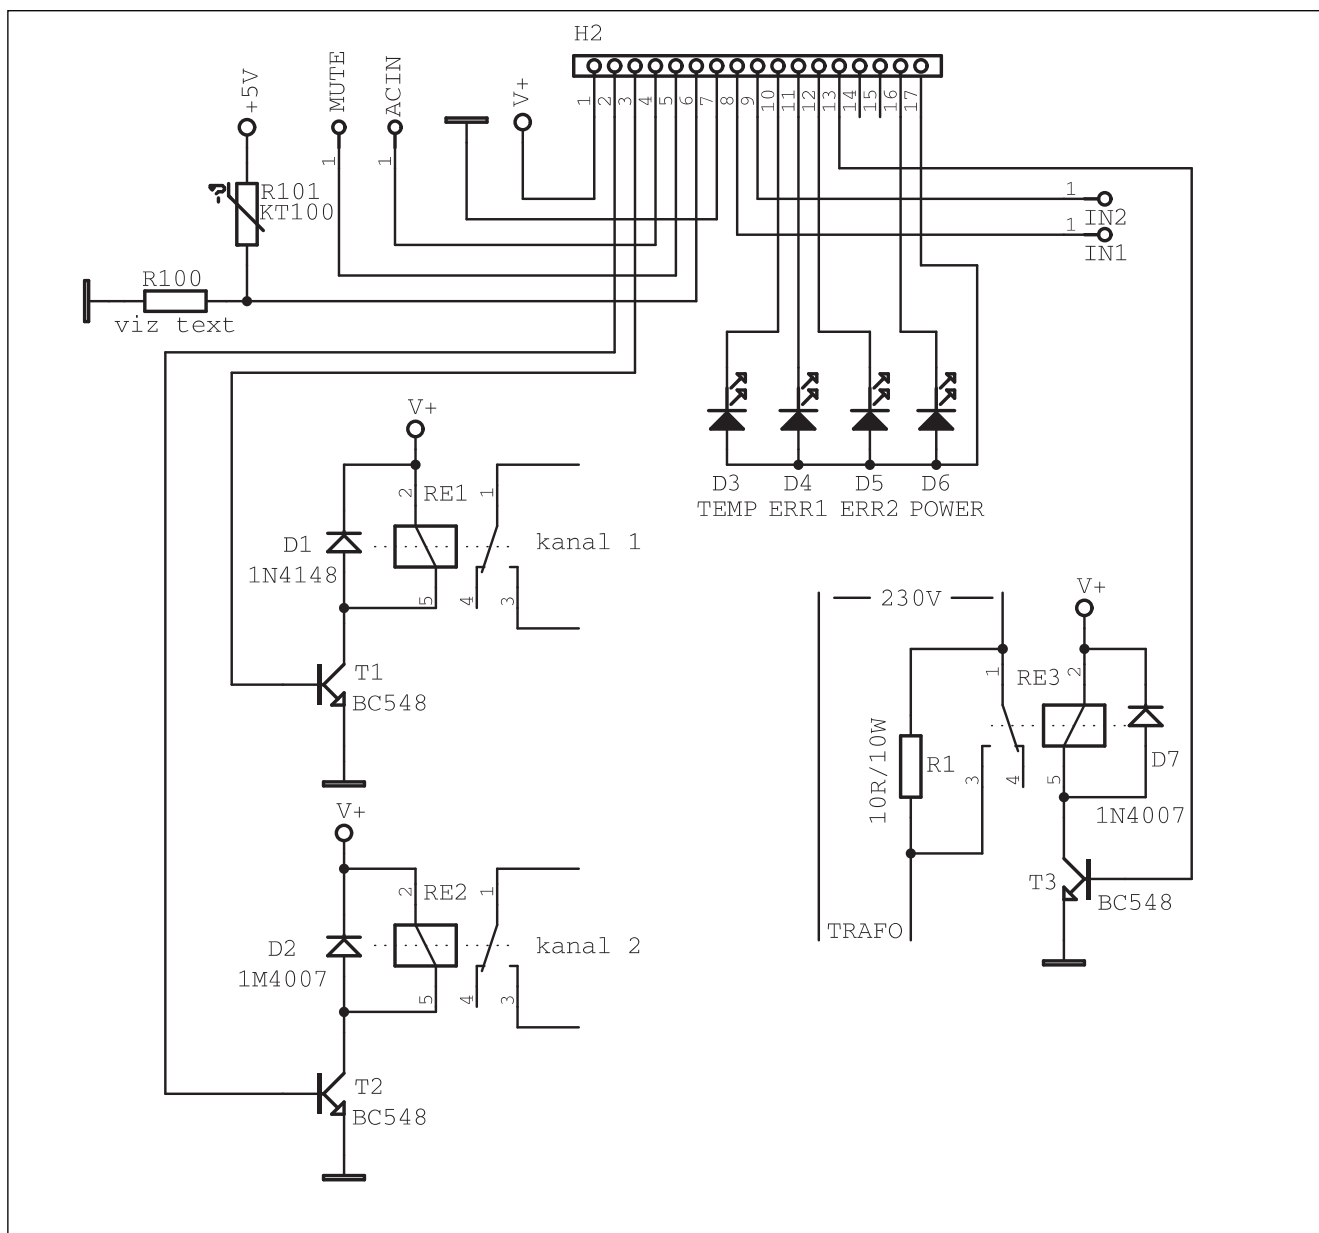 H2
+5V
MUTE
ACIN
V+
1
2
3
4
5
6
7
8
9
10
11
12
13
14
15
16
17
1
1
R101
KT100
1
IN2
1
IN1
R100
viz text
V+
2
RE1
1
D1
1N4148
kanal 1
5
4
3
T1
BC548
D3
D4
D5
D6
TEMP
ERR1
ERR2
POWER
230V
V+
1
RE3
2
10R/10W
R1
3
4
5
D7
1N4007
T3
BC548
TRAFO
V+
2
RE2
1
D2
1M4007
kanal 2
5
4
3
T2
BC548